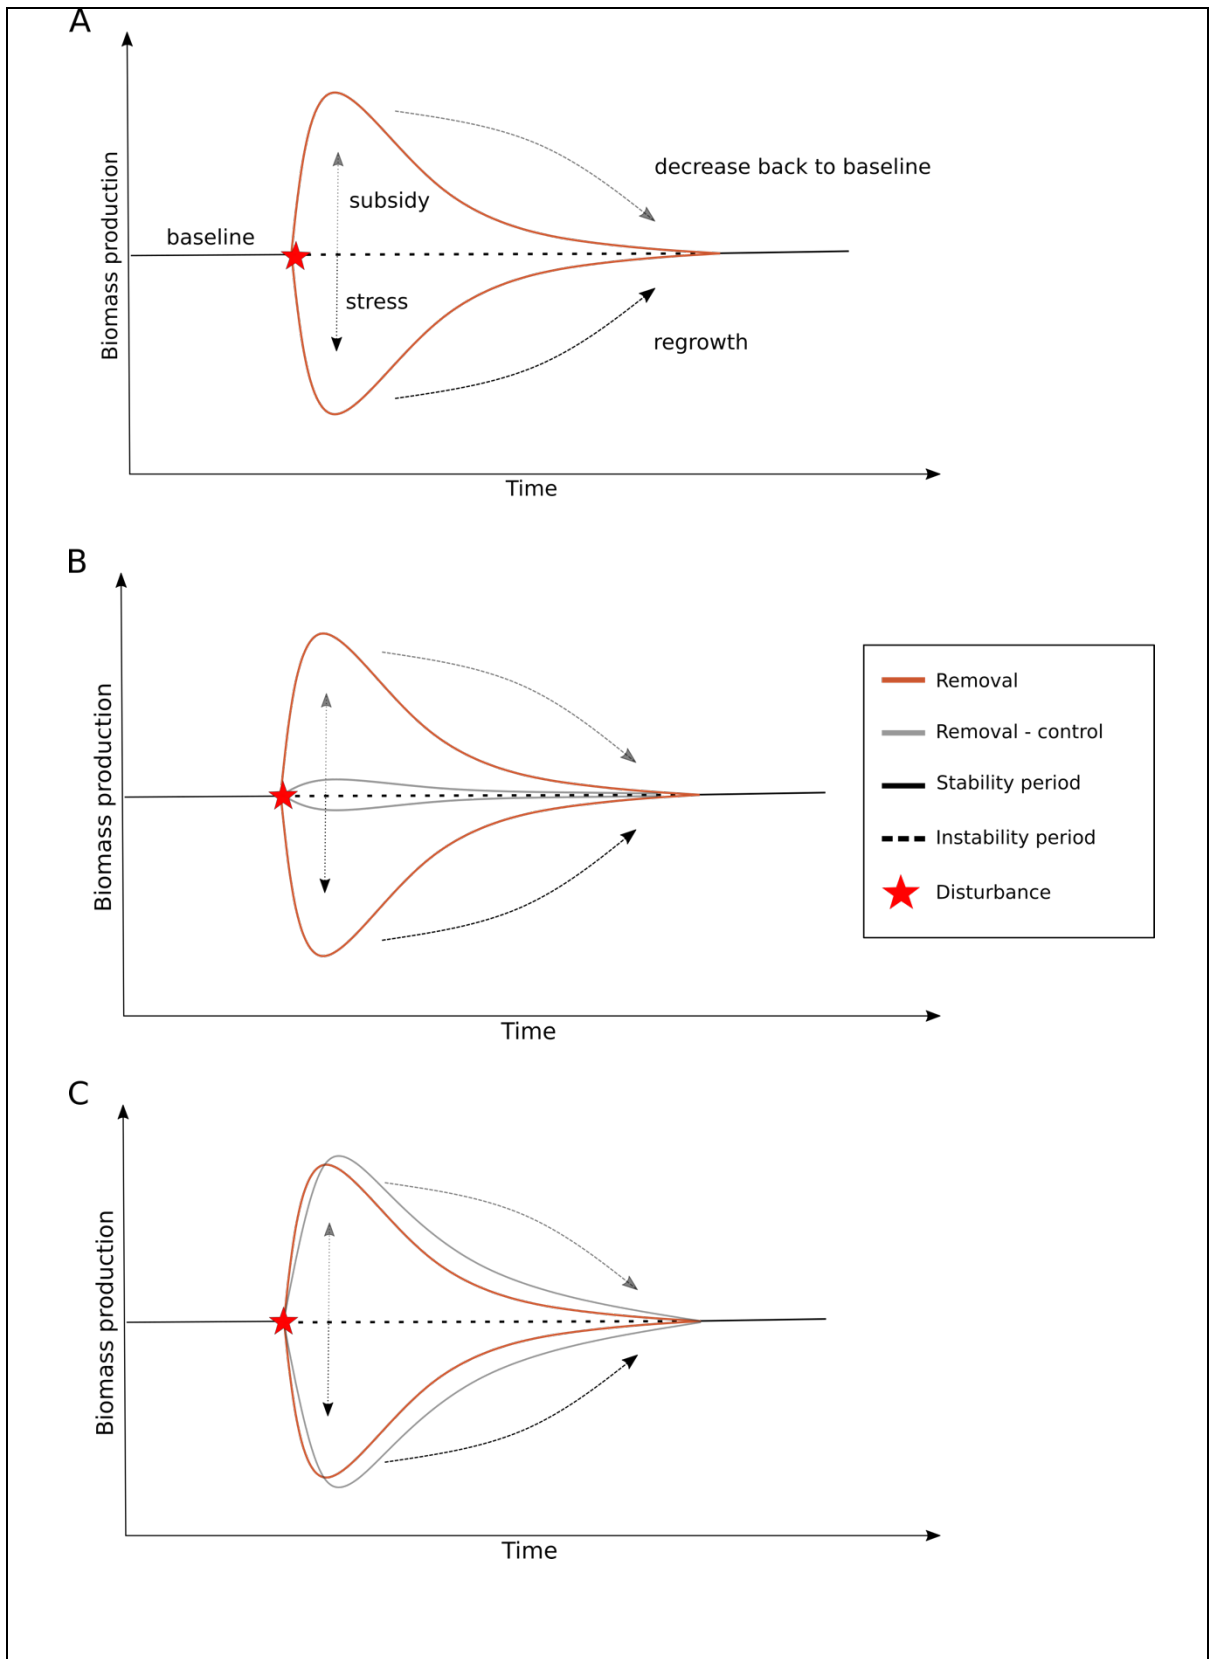 A
decrease back to baseline
subsidy
baseline
stress
regrowth
Biomass production
Time
B
Biomass production
Time
Removal
Removal - control
Stability period
Instability period
Disturbance
C
Biomass production
Time